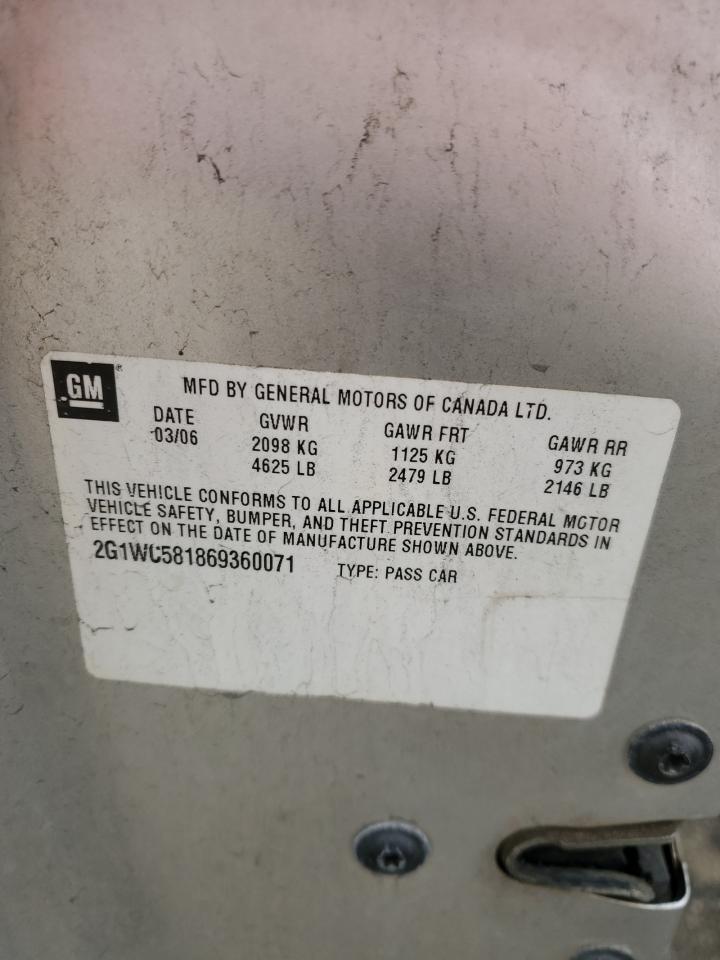 GM®
MFD BY GENERAL MOTORS OF CANADA LTD.
DATE GVWR GAWR FRT GAWR RR
03/06 2098 KG 1125 KG 973 KG
4625 LB 2479 LB 2146 LB
THIS VEHICLE CONFORMS TO ALL APPLICABLE U.S. FEDERAL MOTOR
VEHICLE SAFETY, BUMPER, AND THEFT PREVENTION STANDARDS IN
EFFECT ON THE DATE OF MANUFACTURE SHOWN ABOVE.
2G1WC581869360071 TYPE: PASS CAR